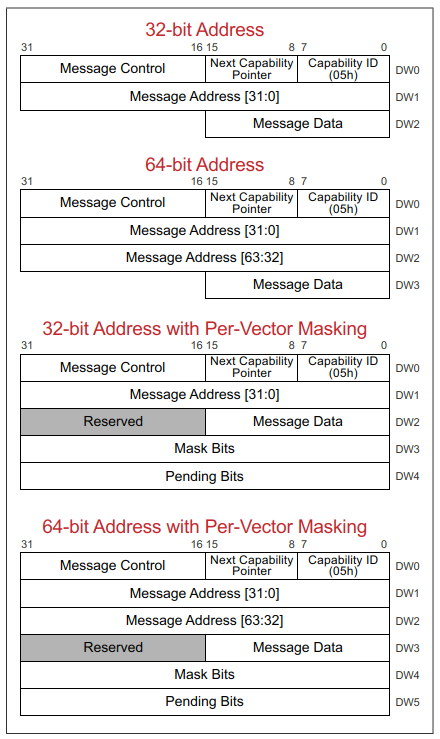 32-bit Address
31 16 15 8 7 0
Message Control Next Capability Pointer Capability ID (05h) DW0
Message Address [31:0] DW1
Message Data DW2
64-bit Address
31 16 15 8 7 0
Message Control Next Capability Pointer Capability ID (05h) DW0
Message Address [31:0] DW1
Message Address [63:32] DW2
Message Data DW3
32-bit Address with Per-Vector Masking
31 16 15 8 7 0
Message Control Next Capability Pointer Capability ID (05h) DW0
Message Address [31:0] DW1
Reserved Message Data DW2
Mask Bits DW3
Pending Bits DW4
64-bit Address with Per-Vector Masking
31 16 15 8 7 0
Message Control Next Capability Pointer Capability ID (05h) DW0
Message Address [31:0] DW1
Message Address [63:32] DW2
Reserved Message Data DW3
Mask Bits DW4
Pending Bits DW5